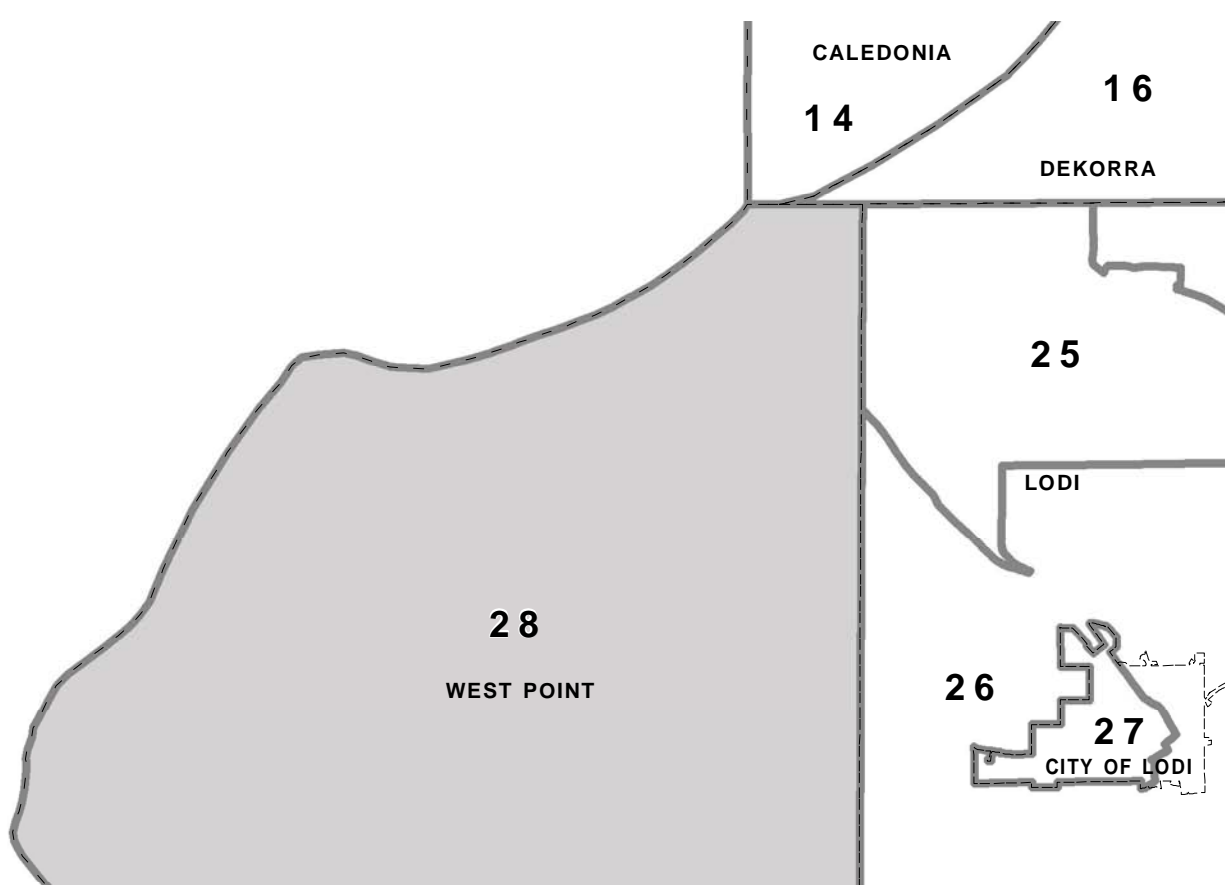 CALEDONIA
14
16
DEKORRA
25
LODI
28
WEST POINT
26
27
CITY OF LODI